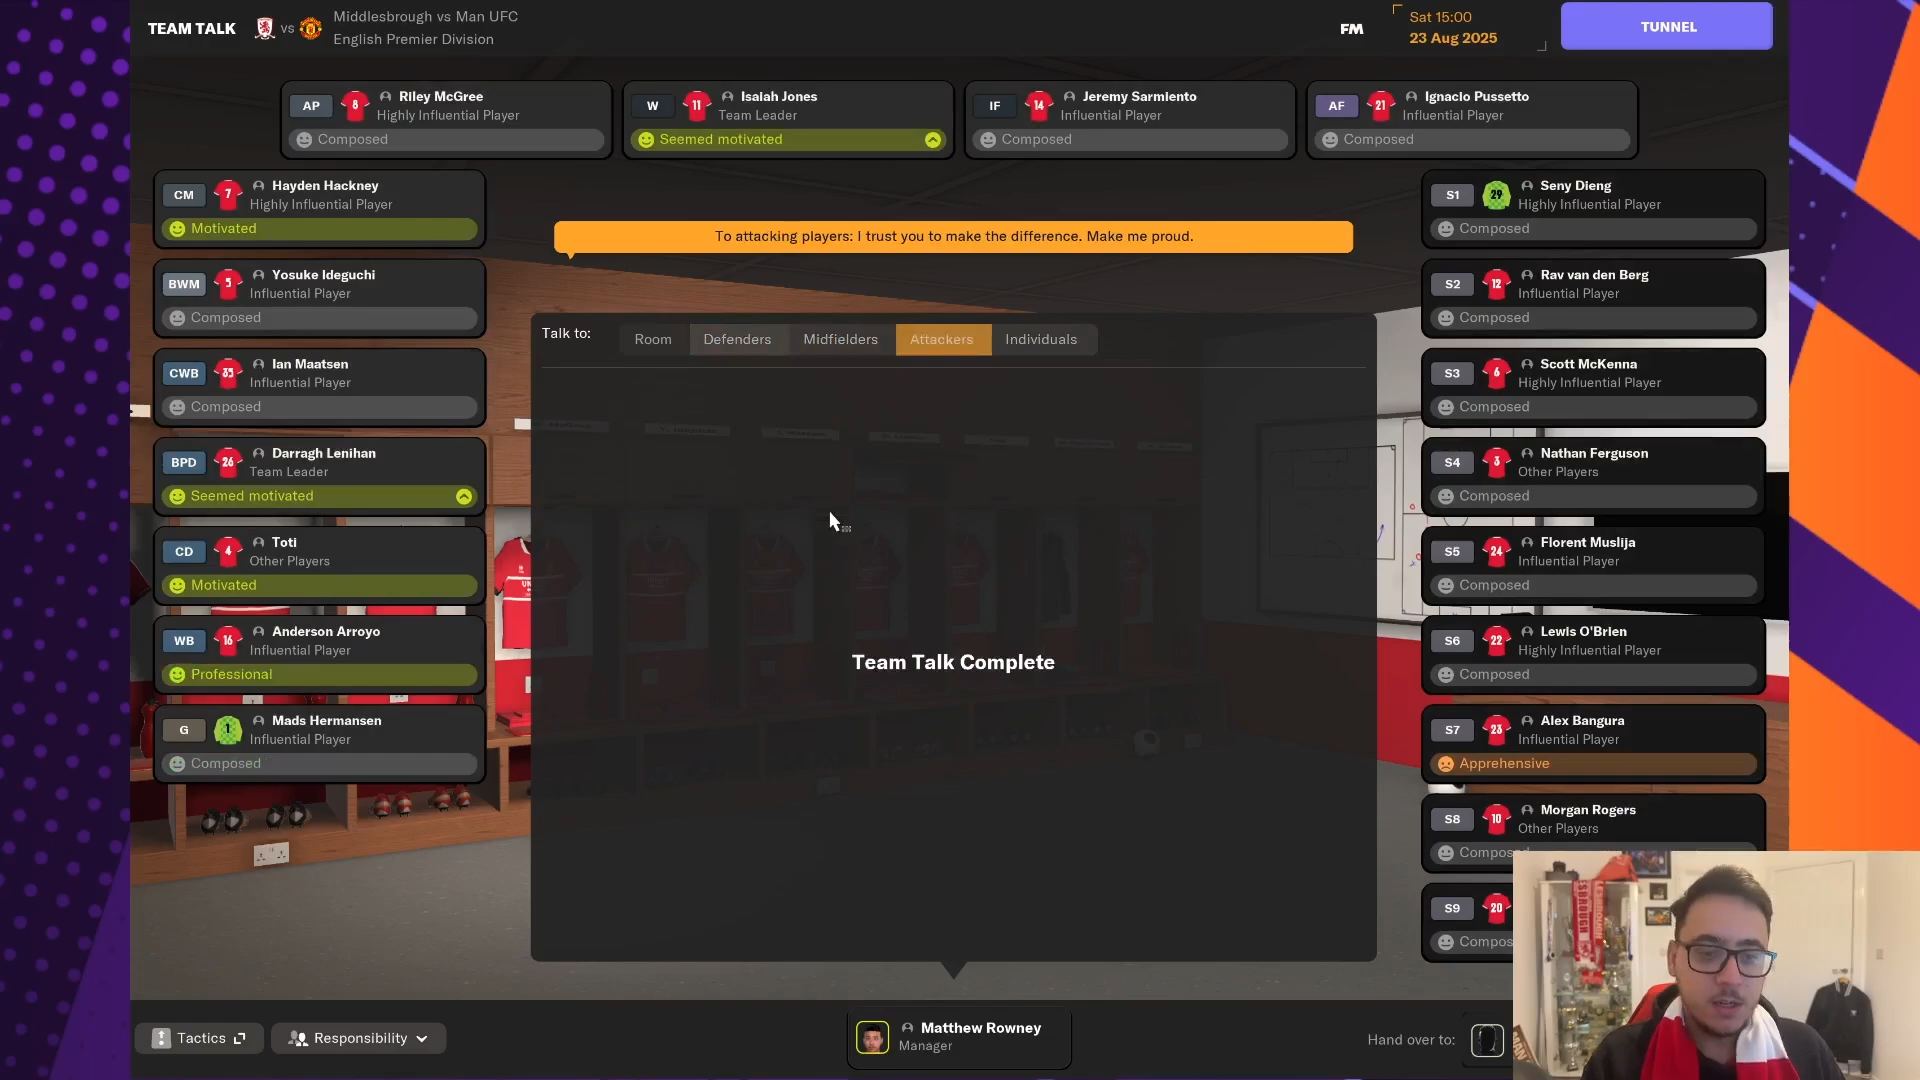 TEAM TALK
vs
Middlesbrough vs Man UFC
English Premier Division
FM
Sat 15:00
23 Aug 2025
TUNNEL
AP
8
Riley McGree
Highly Influential Player
Composed
W
11
Isaiah Jones
Team Leader
Seemed motivated
IF
14
Jeremy Sarmiento
Influential Player
Composed
AF
21
Ignacio Pussetto
Influential Player
Composed
CM
7
Hayden Hackney
Highly Influential Player
Motivated
BWM
5
Yosuke Ideguchi
Influential Player
Composed
CWB
35
Ian Maatsen
Influential Player
Composed
BPD
26
Darragh Lenihan
Team Leader
Seemed motivated
CD
4
Toti
Other Players
Motivated
WB
16
Anderson Arroyo
Influential Player
Professional
G
1
Mads Hermansen
Influential Player
Composed
To attacking players: I trust you to make the difference. Make me proud.
Talk to:
Room
Defenders
Midfielders
Attackers
Individuals
Team Talk Complete
S1
29
Seny Dieng
Highly Influential Player
Composed
S2
12
Rav van den Berg
Influential Player
Composed
S3
6
Scott McKenna
Highly Influential Player
Composed
S4
3
Nathan Ferguson
Other Players
Composed
S5
24
Florent Muslija
Influential Player
Composed
S6
22
Lewis O'Brien
Highly Influential Player
Composed
S7
23
Alex Bangura
Influential Player
Apprehensive
S8
10
Morgan Rogers
Other Players
Compos
S9
20
Compos
Tactics
Responsibility
Matthew Rowney
Manager
Hand over to: